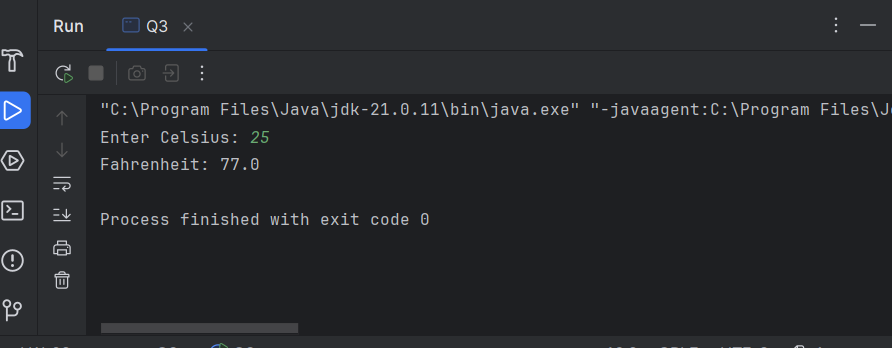 Run
Q3
"C:\Program Files\Java\jdk-21.0.11\bin\java.exe" "-javaagent:C:\Program Files\J
Enter Celsius: 25
Fahrenheit: 77.0
Process finished with exit code 0